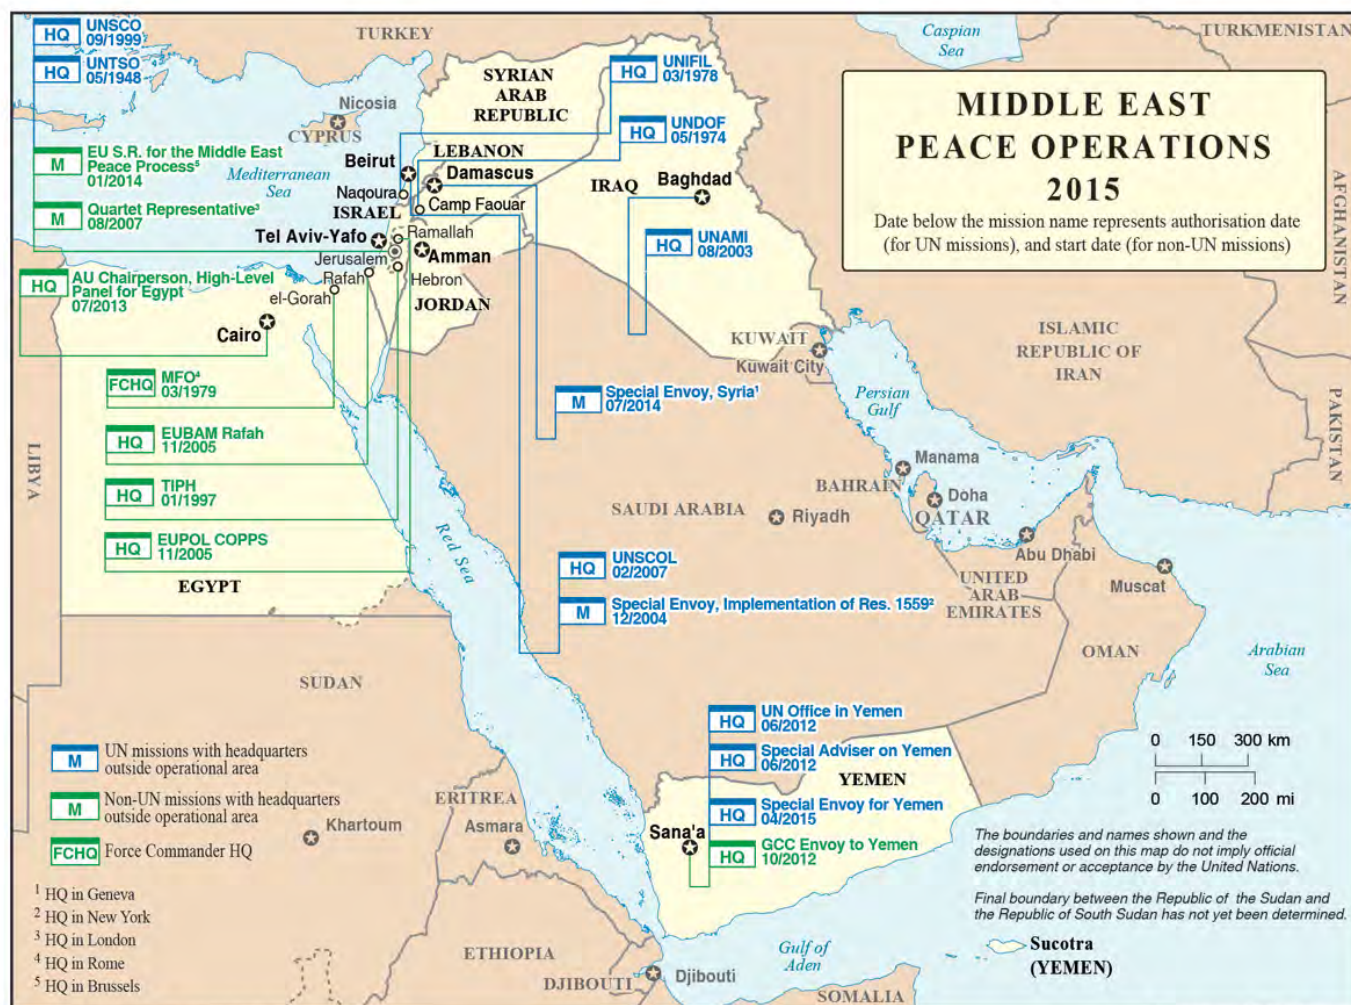 MIDDLE EAST
PEACE OPERATIONS
2015
Date below the mission name represents authorisation date
(for UN missions), and start date (for non-UN missions)
HQ
UNSCO
09/1999
HQ
UNTSO
05/1948
M
EU S.R. for the Middle East
Peace Process⁵
01/2014
M
Quartet Representative³
08/2007
HQ
AU Chairperson, High-Level
Panel for Egypt
07/2013
FCHQ
MFO⁴
03/1979
HQ
EUBAM Rafah
11/2005
HQ
TIPH
01/1997
HQ
EUPOL COPPS
11/2005
HQ
UNIFIL
03/1978
HQ
UNDOF
05/1974
HQ
UNAMI
08/2003
M
Special Envoy, Syria¹
07/2014
HQ
UNSCOL
02/2007
M
Special Envoy, Implementation of Res. 1559²
12/2004
HQ
UN Office in Yemen
06/2012
HQ
Special Adviser on Yemen
06/2012
HQ
Special Envoy for Yemen
04/2015
HQ
GCC Envoy to Yemen
10/2012
TURKEY
Caspian
Sea
TURKMENISTAN
AFGHANISTAN
PAKISTAN
SYRIAN
ARAB
REPUBLIC
Nicosia
CYPRUS
Mediterranean
Sea
LEBANON
Beirut
Damascus
Naqoura
Camp Faouar
ISRAEL
Tel Aviv-Yafo
Ramallah
Jerusalem
Amman
Rafah
Hebron
el-Gorah
JORDAN
Cairo
IRAQ
Baghdad
KUWAIT
Kuwait City
ISLAMIC
REPUBLIC OF
IRAN
Persian
Gulf
Manama
BAHRAIN
Doha
QATAR
SAUDI ARABIA
Riyadh
Abu Dhabi
UNITED
ARAB
EMIRATES
Muscat
OMAN
Arabian
Sea
LIBYA
EGYPT
Red Sea
SUDAN
Khartoum
ERITREA
Asmara
YEMEN
Sana'a
ETHIOPIA
DJIBOUTI
Djibouti
Gulf of
Aden
SOMALIA
Sucotra
(YEMEN)
M
UN missions with headquarters
outside operational area
M
Non-UN missions with headquarters
outside operational area
FCHQ
Force Commander HQ
¹ HQ in Geneva
² HQ in New York
³ HQ in London
⁴ HQ in Rome
⁵ HQ in Brussels
0 150 300 km
0 100 200 mi
The boundaries and names shown and the
designations used on this map do not imply official
endorsement or acceptance by the United Nations.
Final boundary between the Republic of the Sudan and
the Republic of South Sudan has not yet been determined.